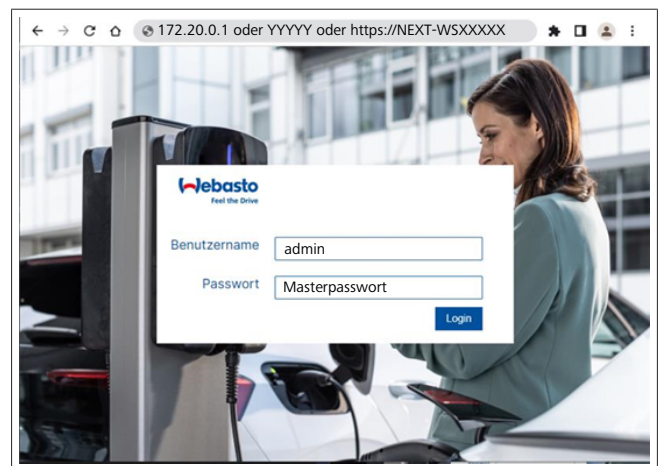 172.20.0.1 oder YYYYY oder https://NEXT-WSXXXXX
Webasto
Feel the Drive
Benutzername admin
Passwort Masterpasswort
Login